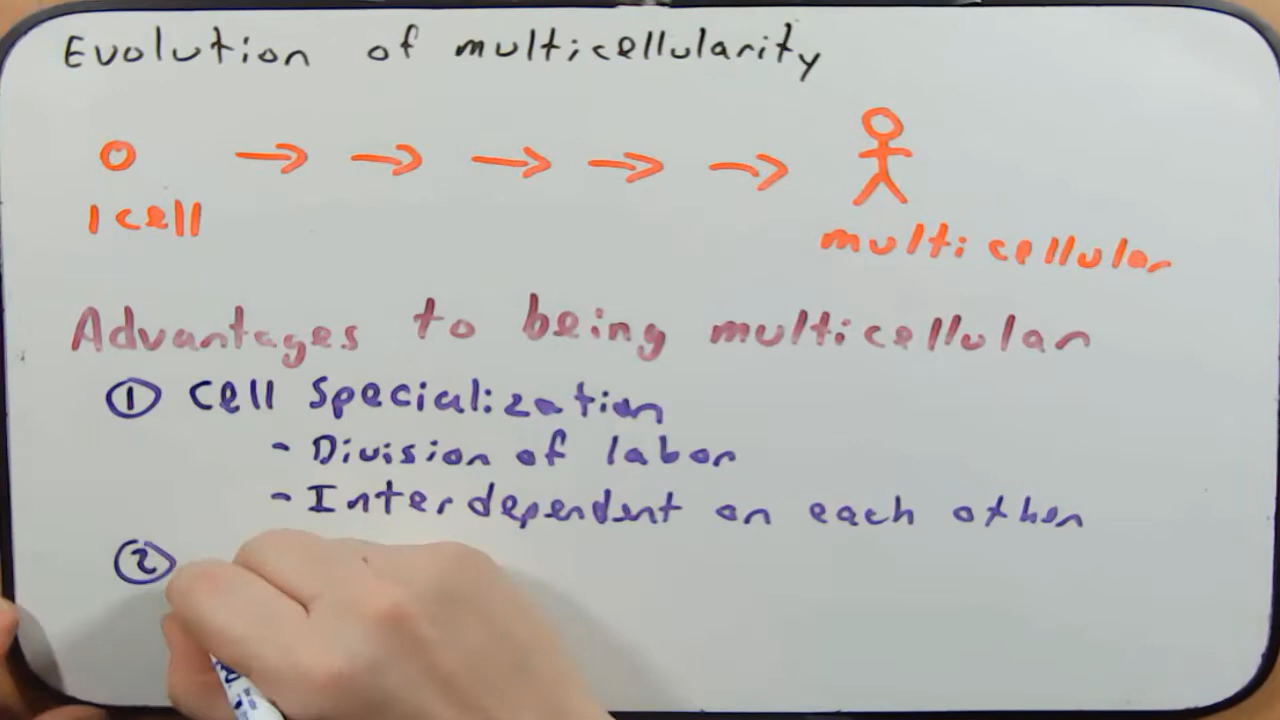 Evolution of multicellularity
1 cell
multicellular
Advantages to being multicellular
① Cell Specialization
- Division of labor
- Interdependent on each other
②